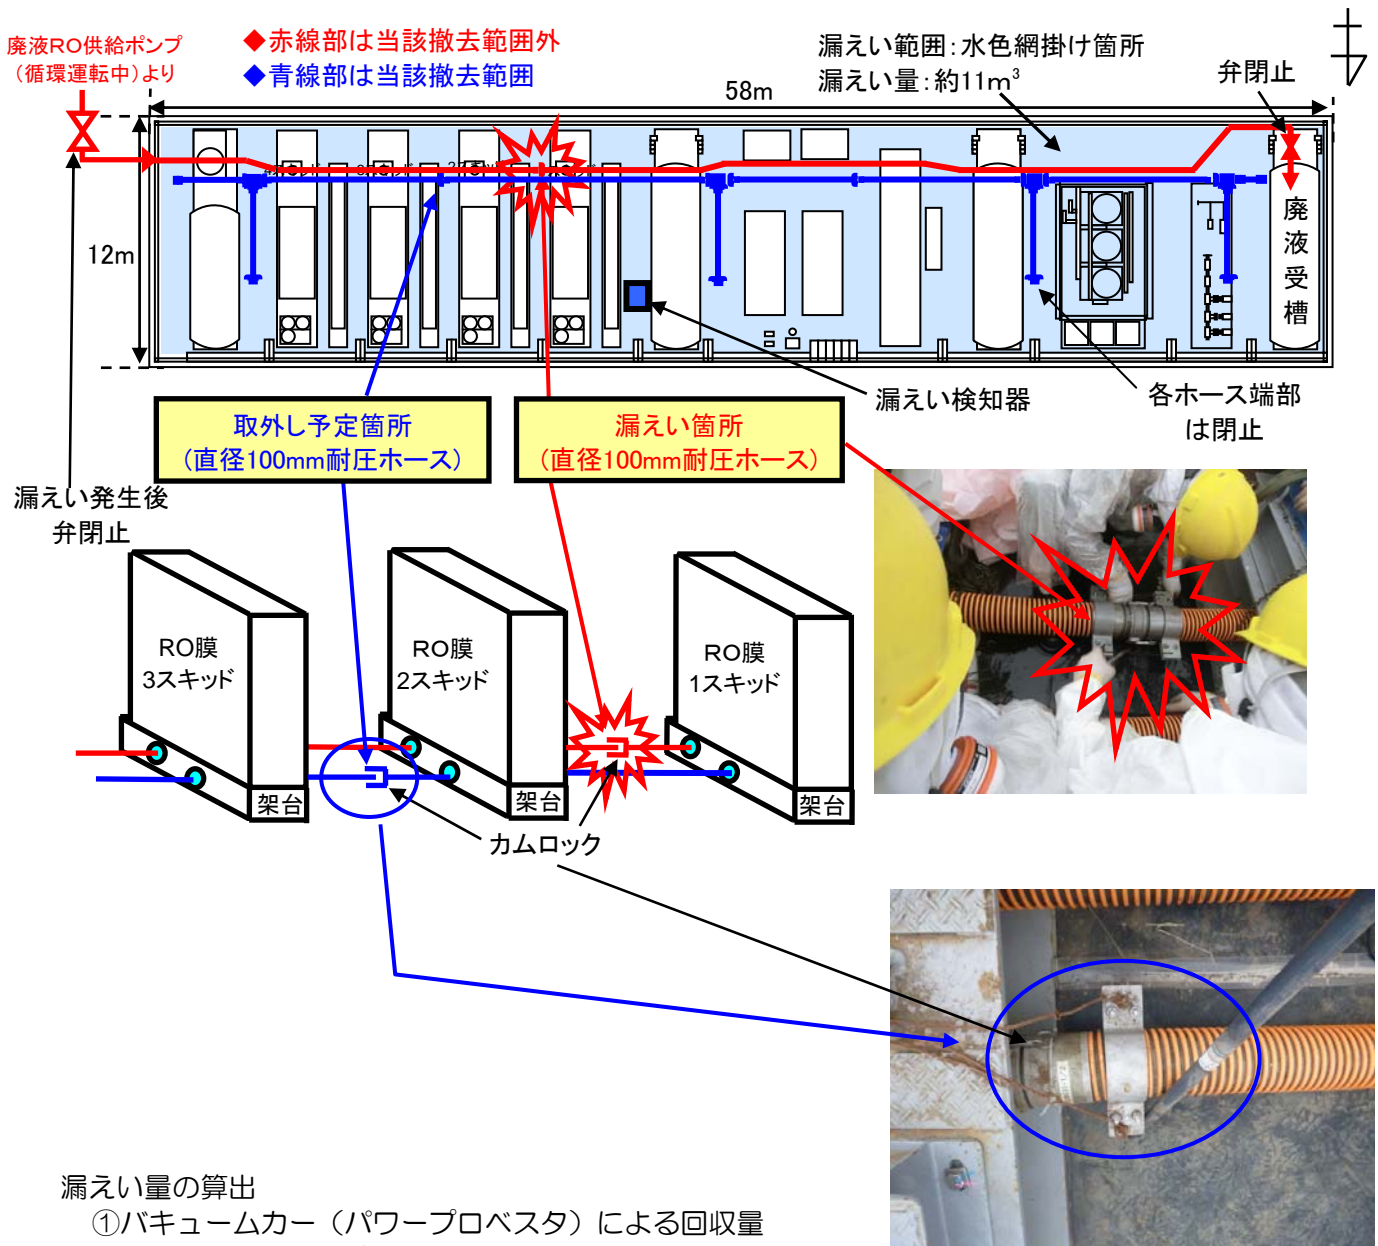 廃液RO供給ポンプ
（循環運転中）より
◆赤線部は当該撤去範囲外
◆青線部は当該撤去範囲
漏えい範囲：水色網掛け箇所
漏えい量：約11m³
弁閉止
58m
12m
廃液受槽
漏えい検知器
各ホース端部
は閉止
取外し予定箇所
（直径100mm耐圧ホース）
漏えい箇所
（直径100mm耐圧ホース）
漏えい発生後
弁閉止
RO膜
3スキッド
RO膜
2スキッド
RO膜
1スキッド
架台
架台
架台
カムロック
漏えい量の算出
①バキュームカー（パワープロベスタ）による回収量